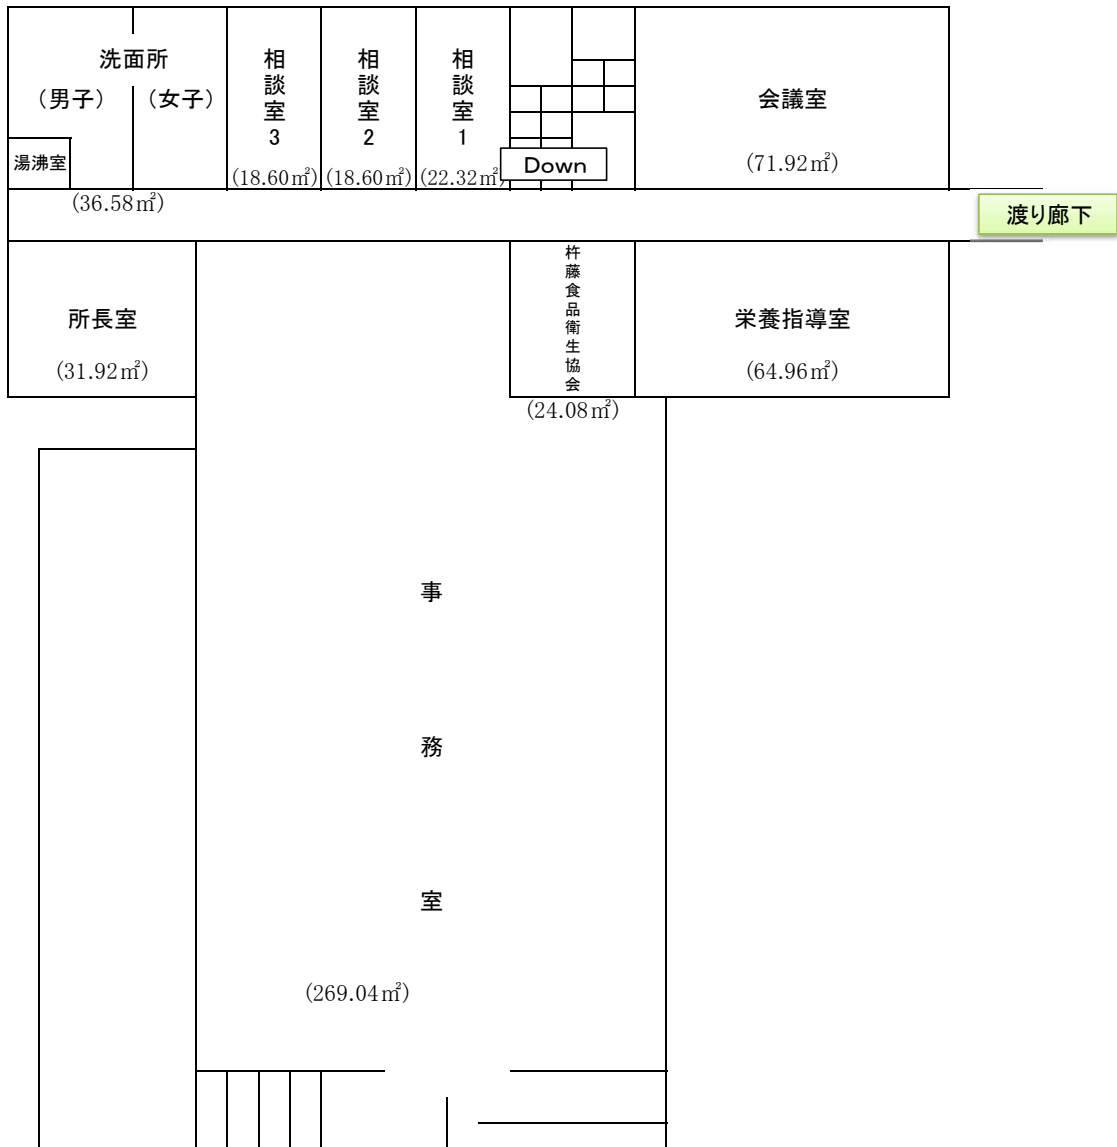 洗面所
（男子）
（女子）
湯沸室
(36.58㎡)
相談室3
(18.60㎡)
相談室2
(18.60㎡)
相談室1
(22.32㎡)
Down
会議室
(71.92㎡)
渡り廊下
所長室
(31.92㎡)
杵藤食品衛生協会
(24.08㎡)
栄養指導室
(64.96㎡)
事務室
(269.04㎡)